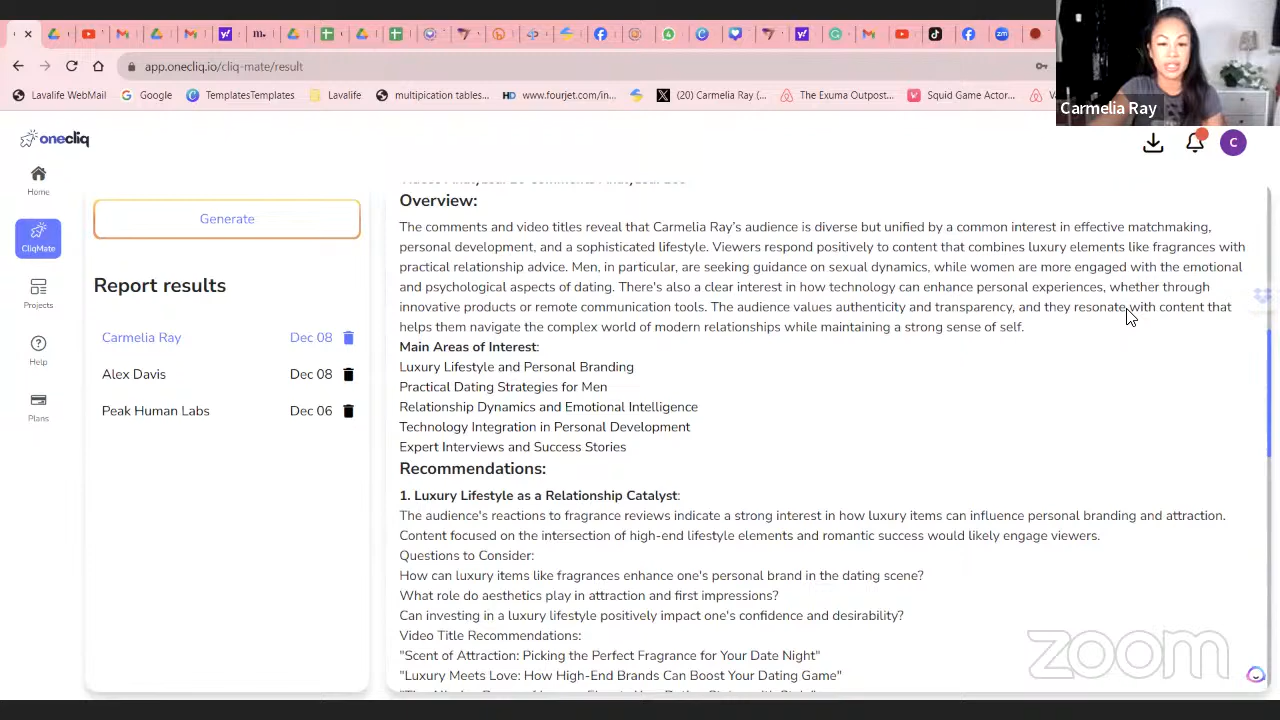 app.onecliq.io/cliq-mate/result
Lavalife WebMail
Google
TemplatesTemplates
Lavalife
multipication tables...
www.fourjet.com/in...
(20) Carmelia Ray (...
The Exuma Outpost...
Squid Game Actor...
Carmelia Ray
onecliq
C
Home
CliqMate
Projects
Help
Plans
Generate
Report results
Carmelia Ray Dec 08
Alex Davis Dec 08
Peak Human Labs Dec 06
Overview:
The comments and video titles reveal that Carmelia Ray's audience is diverse but unified by a common interest in effective matchmaking,
personal development, and a sophisticated lifestyle. Viewers respond positively to content that combines luxury elements like fragrances with
practical relationship advice. Men, in particular, are seeking guidance on sexual dynamics, while women are more engaged with the emotional
and psychological aspects of dating. There's also a clear interest in how technology can enhance personal experiences, whether through
innovative products or remote communication tools. The audience values authenticity and transparency, and they resonate with content that
helps them navigate the complex world of modern relationships while maintaining a strong sense of self.
Main Areas of Interest:
Luxury Lifestyle and Personal Branding
Practical Dating Strategies for Men
Relationship Dynamics and Emotional Intelligence
Technology Integration in Personal Development
Expert Interviews and Success Stories
Recommendations:
1. Luxury Lifestyle as a Relationship Catalyst:
The audience's reactions to fragrance reviews indicate a strong interest in how luxury items can influence personal branding and attraction.
Content focused on the intersection of high-end lifestyle elements and romantic success would likely engage viewers.
Questions to Consider:
How can luxury items like fragrances enhance one's personal brand in the dating scene?
What role do aesthetics play in attraction and first impressions?
Can investing in a luxury lifestyle positively impact one's confidence and desirability?
Video Title Recommendations:
"Scent of Attraction: Picking the Perfect Fragrance for Your Date Night"
"Luxury Meets Love: How High-End Brands Can Boost Your Dating Game"
zoom